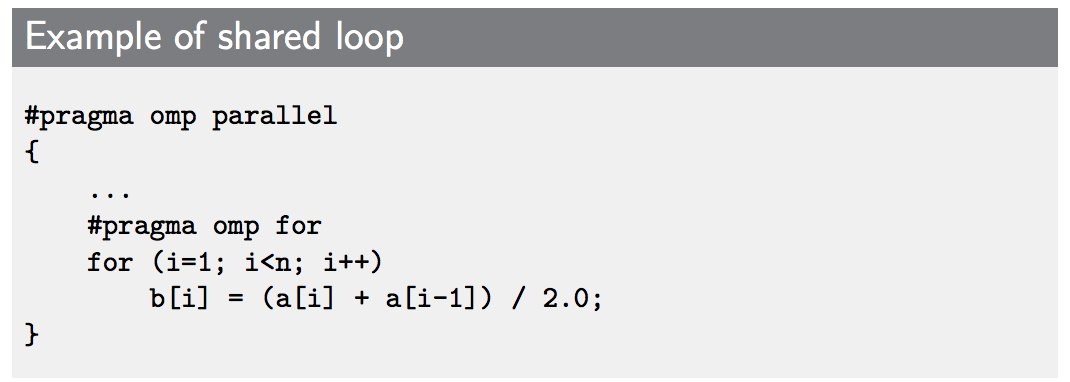 Example of shared loop
#pragma omp parallel
{
    ...
    #pragma omp for
    for (i=1; i<n; i++)
        b[i] = (a[i] + a[i-1]) / 2.0;
}